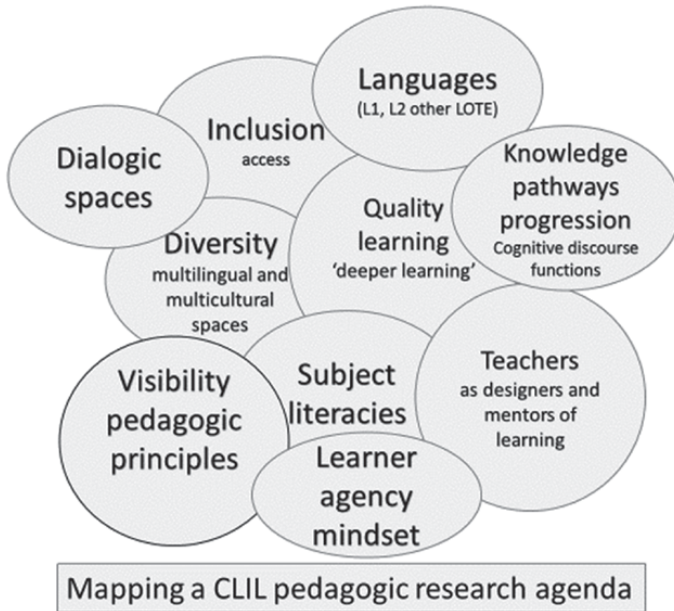 Languages
(L1, L2 other LOTE)
Inclusion
access
Dialogic
spaces
Knowledge
pathways
progression
Cognitive discourse
functions
Quality
learning
‘deeper learning’
Diversity
multilingual and
multicultural
spaces
Teachers
as designers and
mentors of
learning
Subject
literacies
Visibility
pedagogic
principles
Learner
agency
mindset
Mapping a CLIL pedagogic research agenda